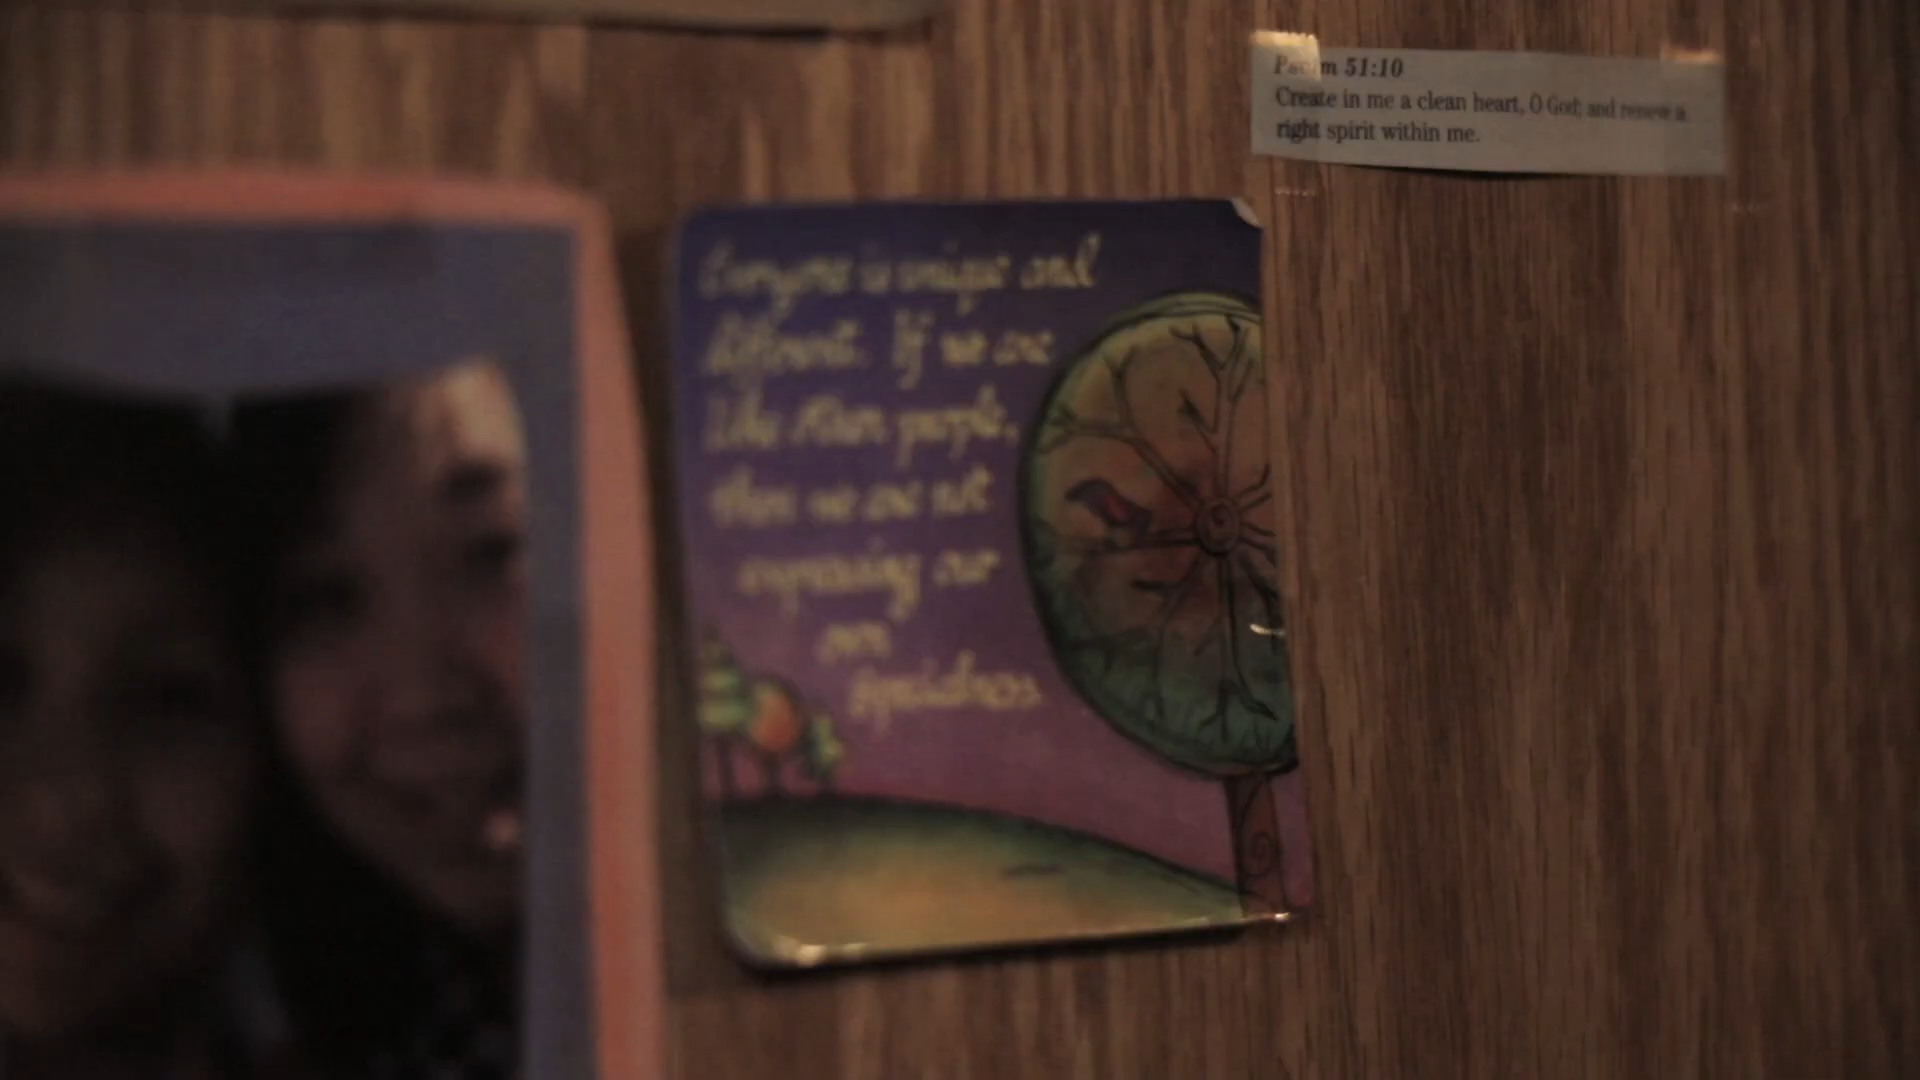 Psalm 51:10
Create in me a clean heart, O God; and renew a
right spirit within me.
Everyone is unique and
different. If we are
like other people,
then we are not
expressing our
own